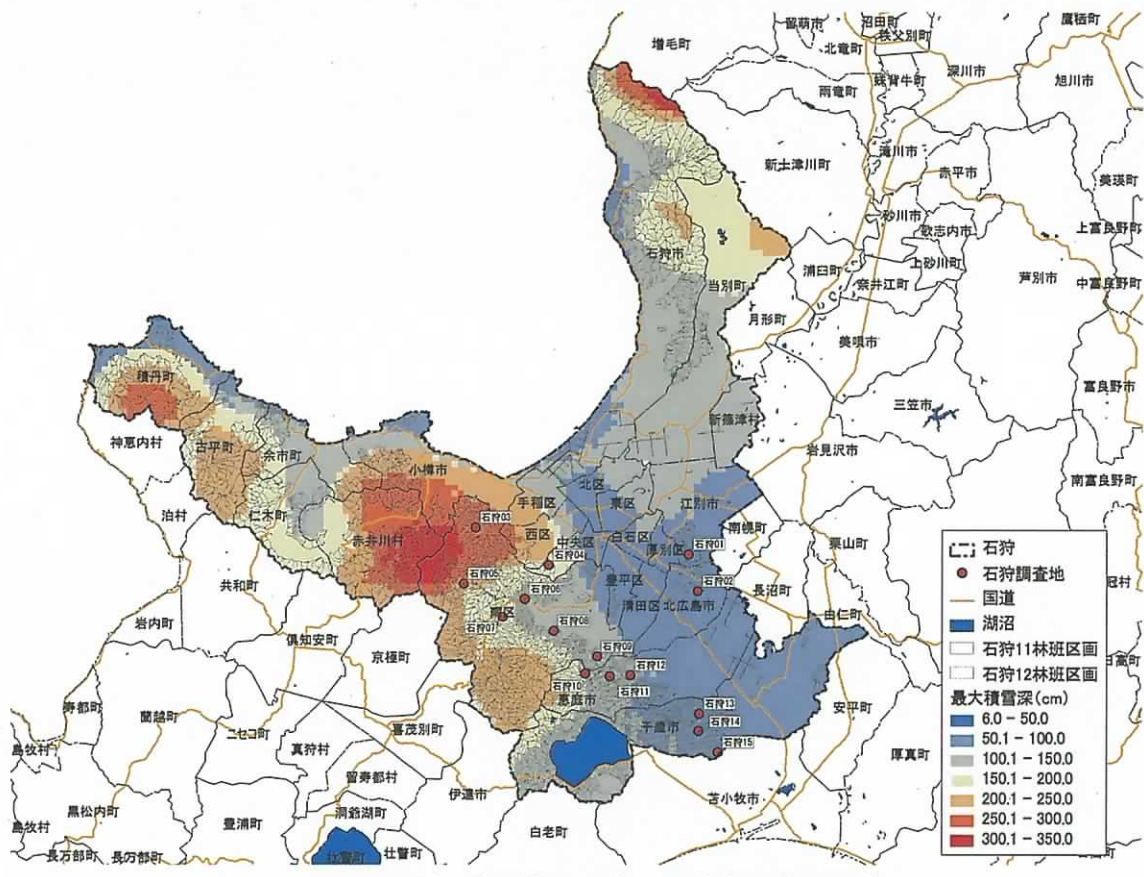 留萌市
沼田町
鷹栖町
秩父別町
増毛町
北竜町
深川市
妹背牛町
旭川市
雨竜町
滝川市
新十津川町
赤平市
美瑛町
砂川市
歌志内市
上富良野町
石狩市
浦臼町
上砂川町
芦別市
当別町
奈井江町
中富良野町
月形町
美唄市
積丹町
富良野市
三笠市
新篠津村
神恵内村
古平町
余市町
岩見沢市
小樽市
北区
南富良野町
手稲区
東区
江別市
泊村
仁木町
石狩03
南幌町
赤井川村
西区
中央区
白石区
厚別区
石狩01
栗山町
石狩04
共和町
石狩05
豊平区
石狩02
長沼町
石狩06
清田区
北広島市
南区
由仁町
岩内町
石狩07
石狩08
倶知安町
京極町
石狩09
石狩12
石狩10
石狩11
恵庭市
寿都町
蘭越町
石狩13
安平町
ニセコ町
喜茂別町
千歳市
石狩14
島牧村
真狩村
石狩15
厚真町
留寿都村
伊達市
苫小牧市
黒松内町
洞爺湖町
島牧村
豊浦町
白老町
長万部町
長万部町
壮瞥町
壮瞥町
石狩
石狩調査地
国道
湖沼
石狩11林班区画
石狩12林班区画
最大積雪深(cm)
6.0 - 50.0
50.1 - 100.0
100.1 - 150.0
150.1 - 200.0
200.1 - 250.0
250.1 - 300.0
300.1 - 350.0
冠村
日高町